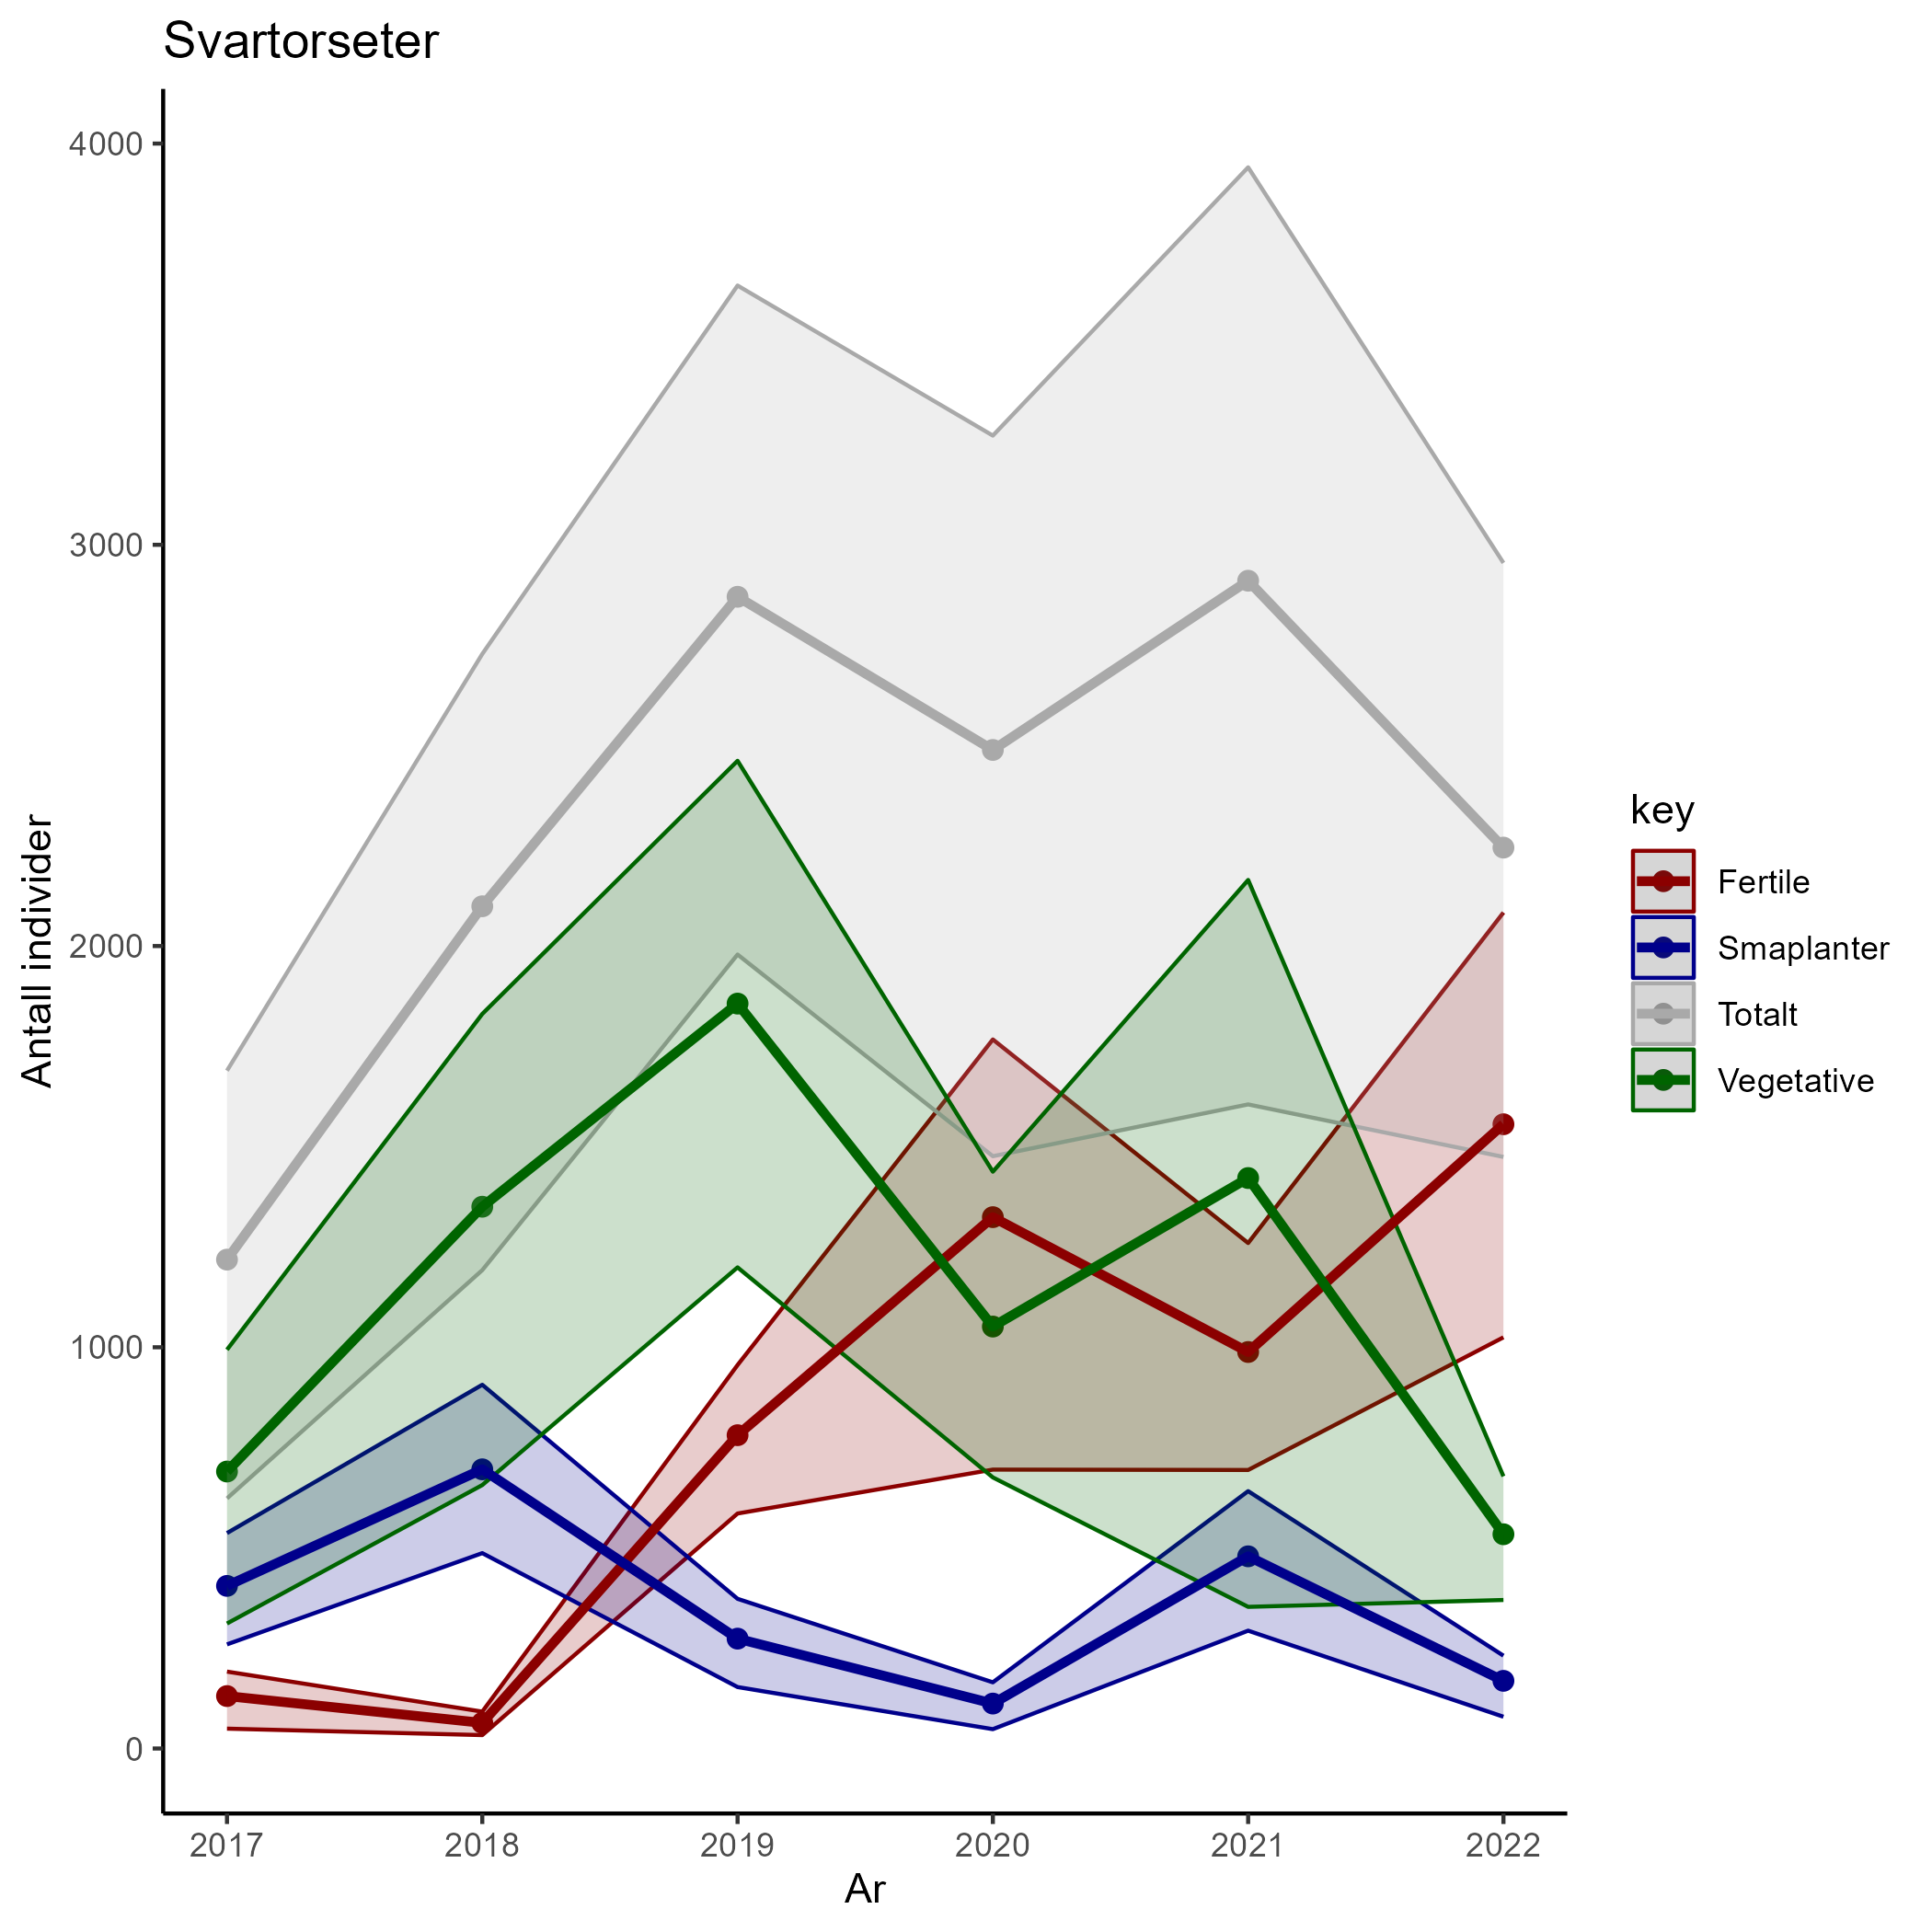 Svartorseter
4000
3000
2000
1000
0
Antall individer
2017 2018 2019 2020 2021 2022
Ar
key
Fertile
Smaplanter
Totalt
Vegetative